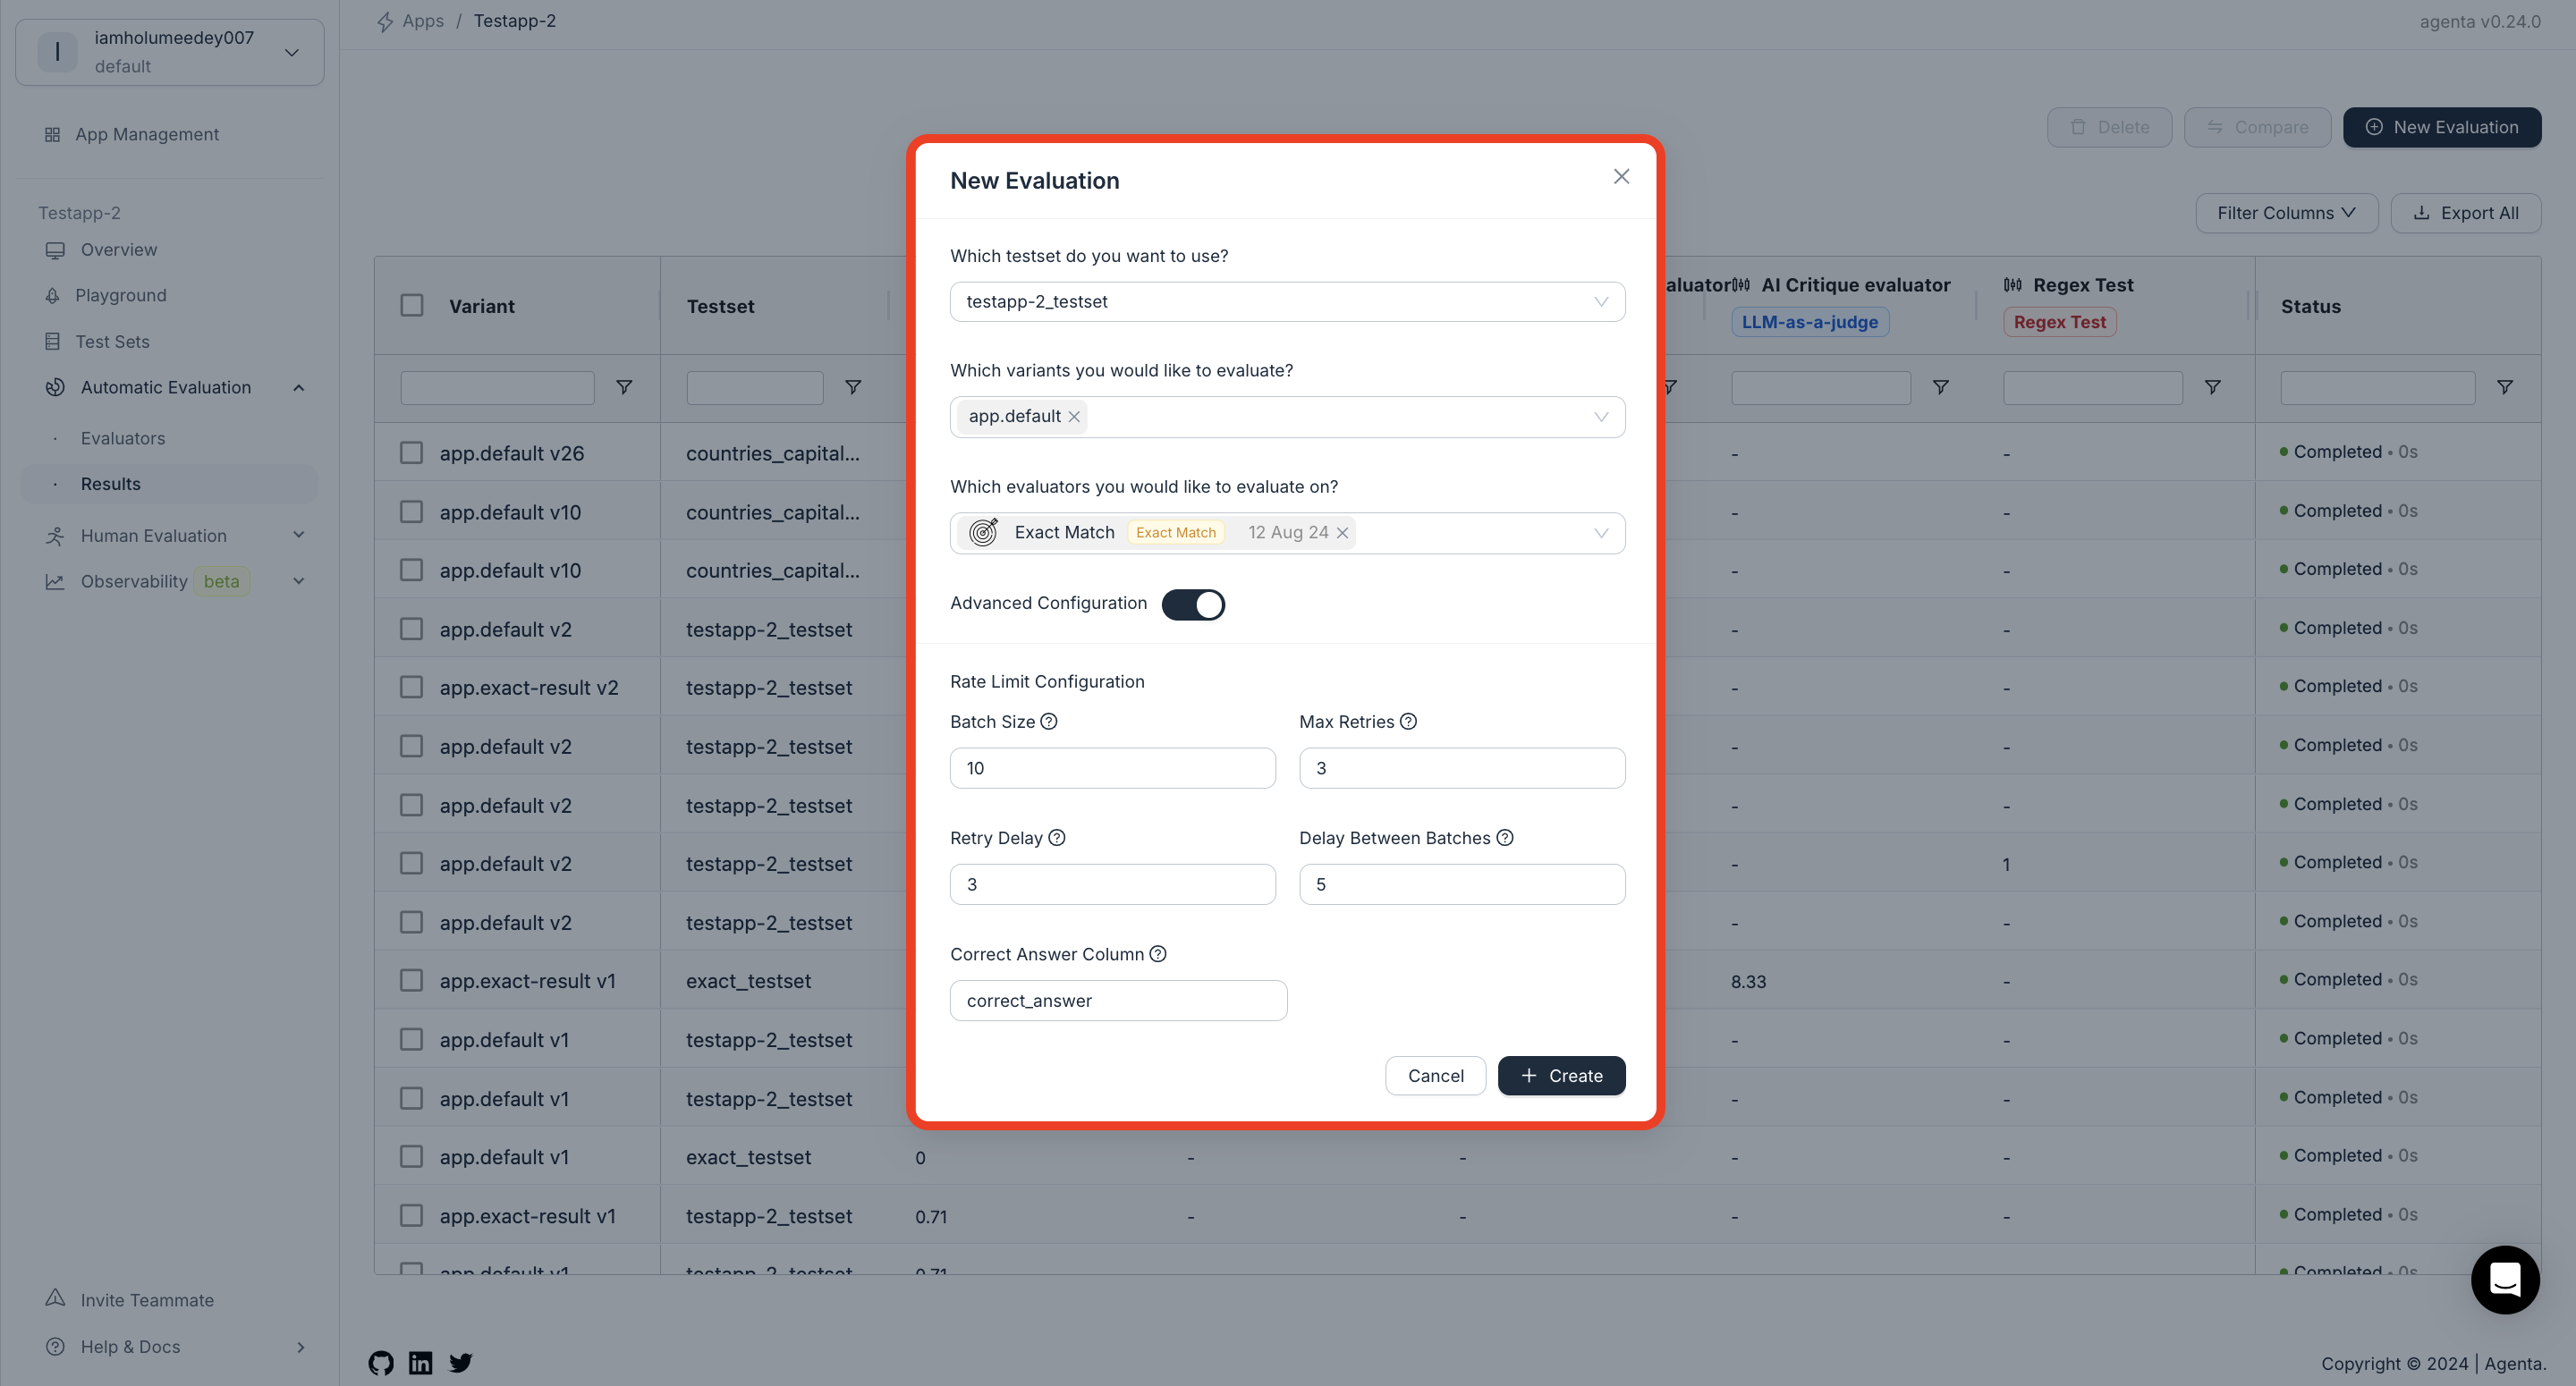 I
iamholumeedey007
default
App Management
Testapp-2
Overview
Playground
Test Sets
Automatic Evaluation
· Evaluators
· Results
Human Evaluation
Observability beta
Invite Teammate
Help & Docs
Apps / Testapp-2
agenta v0.24.0
Delete
Compare
New Evaluation
Filter Columns
Export All
Variant Testset aluator AI Critique evaluator Regex Test Status
LLM-as-a-judge Regex Test
app.default v26 countries_capital... - - Completed • 0s
app.default v10 countries_capital... - - Completed • 0s
app.default v10 countries_capital... - - Completed • 0s
app.default v2 testapp-2_testset - - Completed • 0s
app.exact-result v2 testapp-2_testset - - Completed • 0s
app.default v2 testapp-2_testset - - Completed • 0s
app.default v2 testapp-2_testset - - Completed • 0s
app.default v2 testapp-2_testset - 1 Completed • 0s
app.default v2 testapp-2_testset - - Completed • 0s
app.exact-result v1 exact_testset 8.33 - Completed • 0s
app.default v1 testapp-2_testset - - Completed • 0s
app.default v1 testapp-2_testset - - Completed • 0s
app.default v1 exact_testset 0 - - - - Completed • 0s
app.exact-result v1 testapp-2_testset 0.71 - - - - Completed • 0s
app.default v1 testapp-2_testset 0.71 Completed • 0s
New Evaluation
Which testset do you want to use?
testapp-2_testset
Which variants you would like to evaluate?
app.default
Which evaluators you would like to evaluate on?
Exact Match Exact Match 12 Aug 24
Advanced Configuration
Rate Limit Configuration
Batch Size Max Retries
10 3
Retry Delay Delay Between Batches
3 5
Correct Answer Column
correct_answer
Cancel
+ Create
Copyright © 2024 | Agenta.